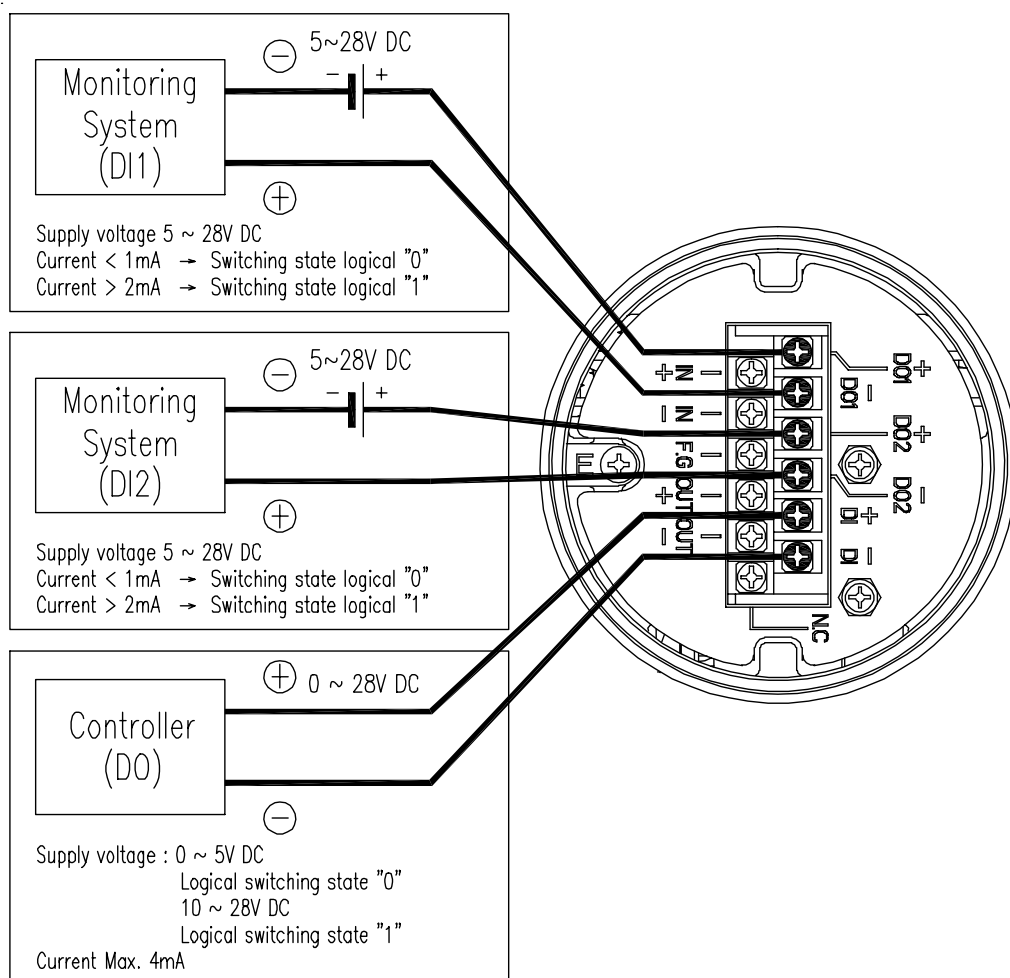 5~28V DC
⊖
- +
Monitoring
System
(DI1)
⊕
Supply voltage 5 ~ 28V DC
Current < 1mA → Switching state logical "0"
Current > 2mA → Switching state logical "1"
5~28V DC
⊖
- +
Monitoring
System
(DI2)
⊕
Supply voltage 5 ~ 28V DC
Current < 1mA → Switching state logical "0"
Current > 2mA → Switching state logical "1"
⊕ 0 ~ 28V DC
Controller
(DO)
⊖
Supply voltage : 0 ~ 5V DC
Logical switching state "0"
10 ~ 28V DC
Logical switching state "1"
Current Max. 4mA
+ IN
- IN
F.G
+ OUT
- OUT
E
DO1 +
DO1 -
DO2 +
DO2 -
DI +
DI -
N.C